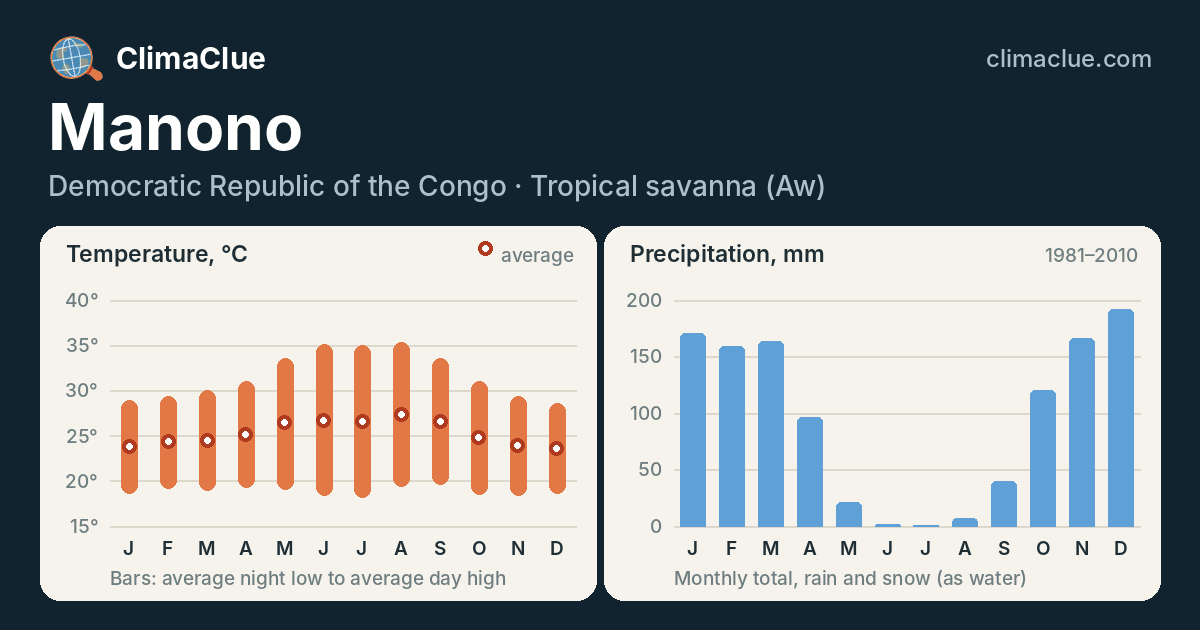 ClimaClue
climaclue.com
Manono
Democratic Republic of the Congo · Tropical savanna (Aw)
Temperature, °C
average
40°
35°
30°
25°
20°
15°
J F M A M J J A S O N D
Bars: average night low to average day high
Precipitation, mm
1981–2010
200
150
100
50
0
J F M A M J J A S O N D
Monthly total, rain and snow (as water)